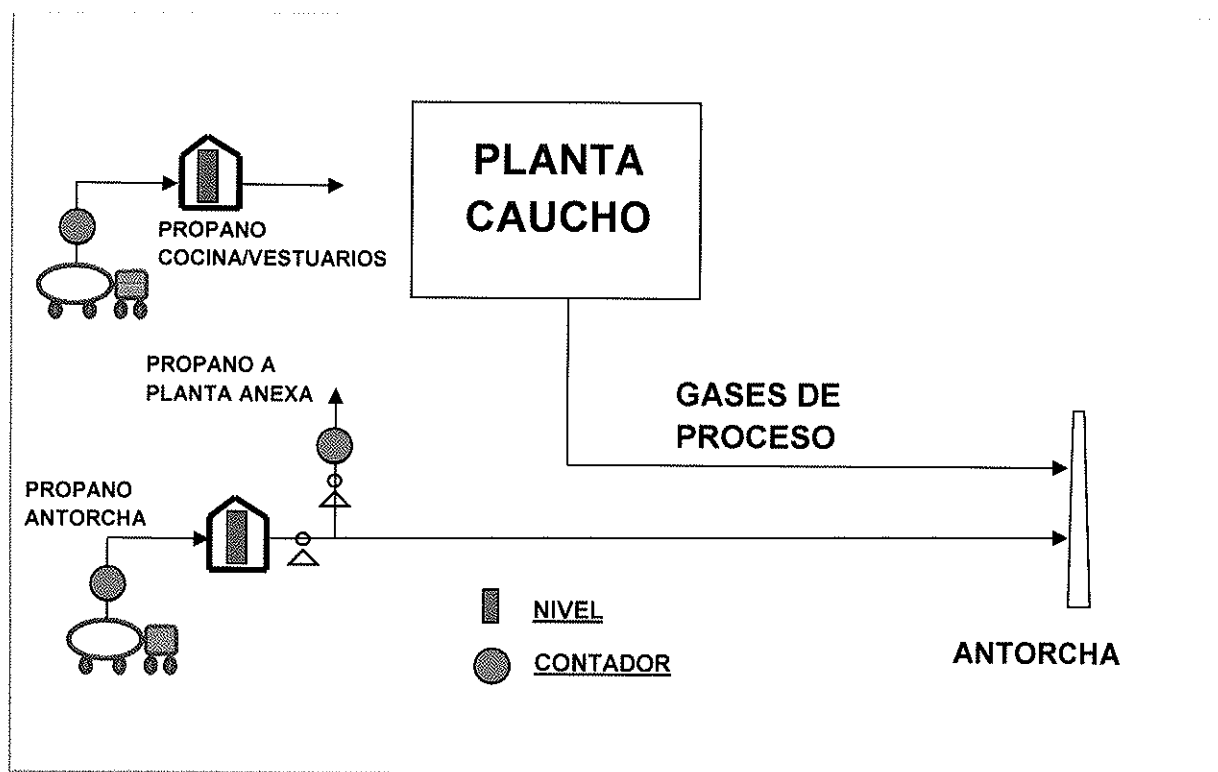 PLANTA
CAUCHO
PROPANO
COCINA/VESTUARIOS
PROPANO A
PLANTA ANEXA
GASES DE
PROCESO
PROPANO
ANTORCHA
NIVEL
CONTADOR
ANTORCHA